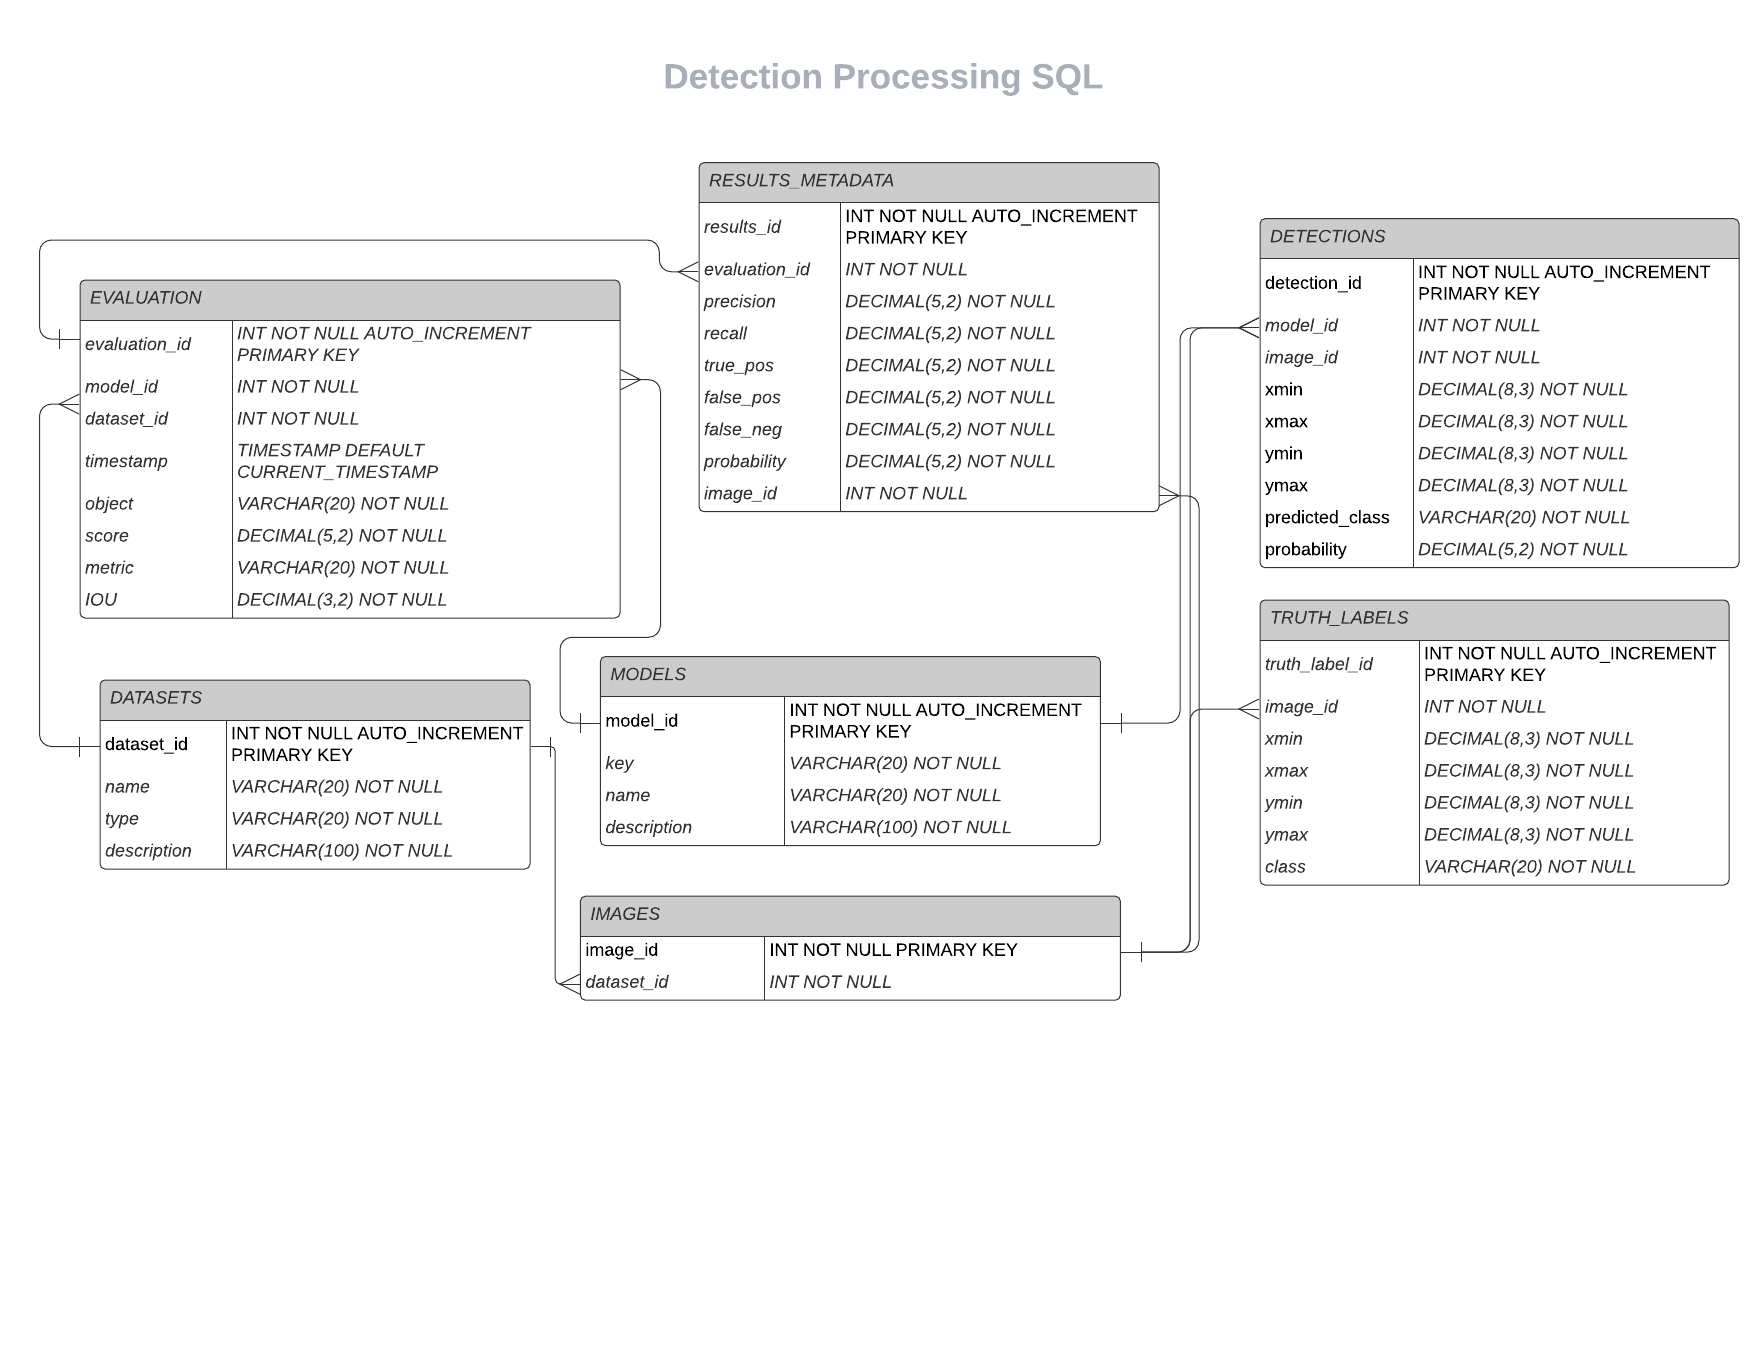 Detection Processing SQL
RESULTS_METADATA
results_id INT NOT NULL AUTO_INCREMENT
PRIMARY KEY
evaluation_id INT NOT NULL
precision DECIMAL(5,2) NOT NULL
recall DECIMAL(5,2) NOT NULL
true_pos DECIMAL(5,2) NOT NULL
false_pos DECIMAL(5,2) NOT NULL
false_neg DECIMAL(5,2) NOT NULL
probability DECIMAL(5,2) NOT NULL
image_id INT NOT NULL
DETECTIONS
detection_id INT NOT NULL AUTO_INCREMENT
PRIMARY KEY
model_id INT NOT NULL
image_id INT NOT NULL
xmin DECIMAL(8,3) NOT NULL
xmax DECIMAL(8,3) NOT NULL
ymin DECIMAL(8,3) NOT NULL
ymax DECIMAL(8,3) NOT NULL
predicted_class VARCHAR(20) NOT NULL
probability DECIMAL(5,2) NOT NULL
EVALUATION
evaluation_id INT NOT NULL AUTO_INCREMENT
PRIMARY KEY
model_id INT NOT NULL
dataset_id INT NOT NULL
timestamp TIMESTAMP DEFAULT
CURRENT_TIMESTAMP
object VARCHAR(20) NOT NULL
score DECIMAL(5,2) NOT NULL
metric VARCHAR(20) NOT NULL
IOU DECIMAL(3,2) NOT NULL
TRUTH_LABELS
truth_label_id INT NOT NULL AUTO_INCREMENT
PRIMARY KEY
image_id INT NOT NULL
xmin DECIMAL(8,3) NOT NULL
xmax DECIMAL(8,3) NOT NULL
ymin DECIMAL(8,3) NOT NULL
ymax DECIMAL(8,3) NOT NULL
class VARCHAR(20) NOT NULL
DATASETS
dataset_id INT NOT NULL AUTO_INCREMENT
PRIMARY KEY
name VARCHAR(20) NOT NULL
type VARCHAR(20) NOT NULL
description VARCHAR(100) NOT NULL
MODELS
model_id INT NOT NULL AUTO_INCREMENT
PRIMARY KEY
key VARCHAR(20) NOT NULL
name VARCHAR(20) NOT NULL
description VARCHAR(100) NOT NULL
IMAGES
image_id INT NOT NULL PRIMARY KEY
dataset_id INT NOT NULL